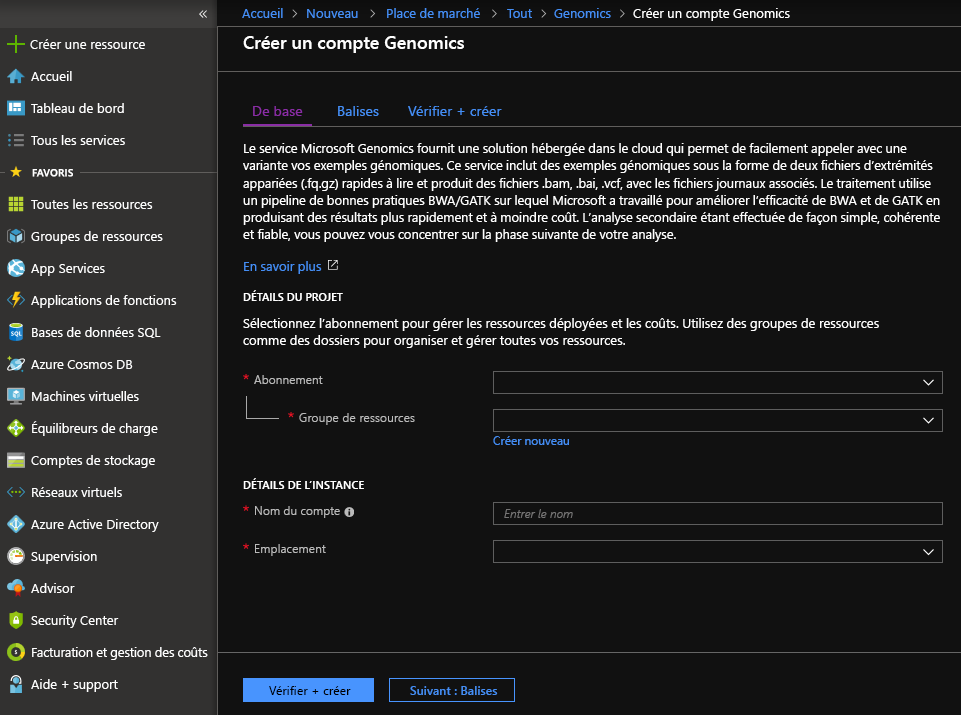 «
Créer une ressource
Accueil
Tableau de bord
Tous les services
FAVORIS
Toutes les ressources
Groupes de ressources
App Services
Applications de fonctions
Bases de données SQL
Azure Cosmos DB
Machines virtuelles
Équilibreurs de charge
Comptes de stockage
Réseaux virtuels
Azure Active Directory
Supervision
Advisor
Security Center
Facturation et gestion des coûts
Aide + support
Accueil > Nouveau > Place de marché > Tout > Genomics > Créer un compte Genomics
Créer un compte Genomics
De base Balises Vérifier + créer
Le service Microsoft Genomics fournit une solution hébergée dans le cloud qui permet de facilement appeler avec une
variante vos exemples génomiques. Ce service inclut des exemples génomiques sous la forme de deux fichiers d’extrémités
appariées (.fq.gz) rapides à lire et produit des fichiers .bam, .bai, .vcf, avec les fichiers journaux associés. Le traitement utilise
un pipeline de bonnes pratiques BWA/GATK sur lequel Microsoft a travaillé pour améliorer l’efficacité de BWA et de GATK en
produisant des résultats plus rapidement et à moindre coût. L’analyse secondaire étant effectuée de façon simple, cohérente
et fiable, vous pouvez vous concentrer sur la phase suivante de votre analyse.
En savoir plus
DÉTAILS DU PROJET
Sélectionnez l’abonnement pour gérer les ressources déployées et les coûts. Utilisez des groupes de ressources
comme des dossiers pour organiser et gérer toutes vos ressources.
* Abonnement
* Groupe de ressources
Créer nouveau
DÉTAILS DE L’INSTANCE
* Nom du compte
Entrer le nom
* Emplacement
Vérifier + créer
Suivant : Balises